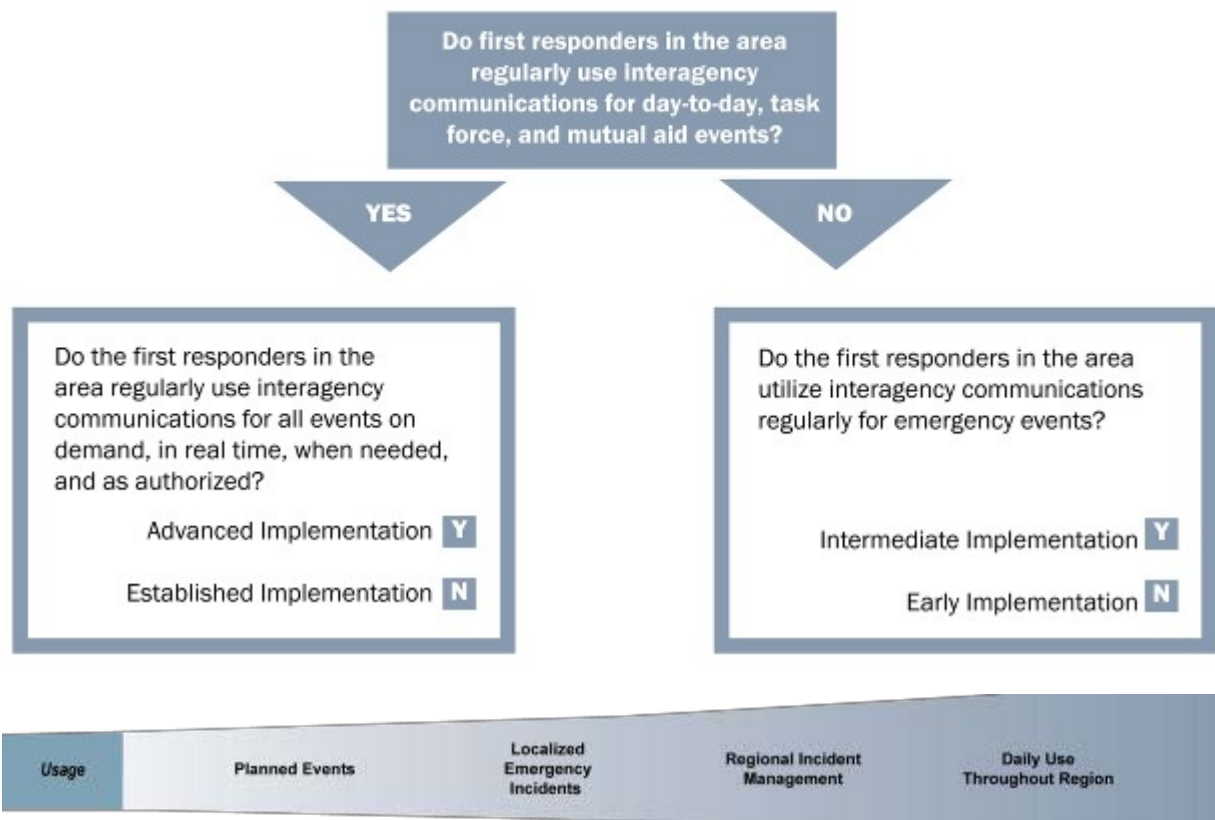 Do first responders in the area
regularly use interagency
communications for day-to-day, task
force, and mutual aid events?
YES
NO
Do the first responders in the
area regularly use interagency
communications for all events on
demand, in real time, when needed,
and as authorized?
Advanced Implementation Y
Established Implementation N
Do the first responders in the area
utilize interagency communications
regularly for emergency events?
Intermediate Implementation Y
Early Implementation N
Usage
Planned Events
Localized
Emergency
Incidents
Regional Incident
Management
Daily Use
Throughout Region